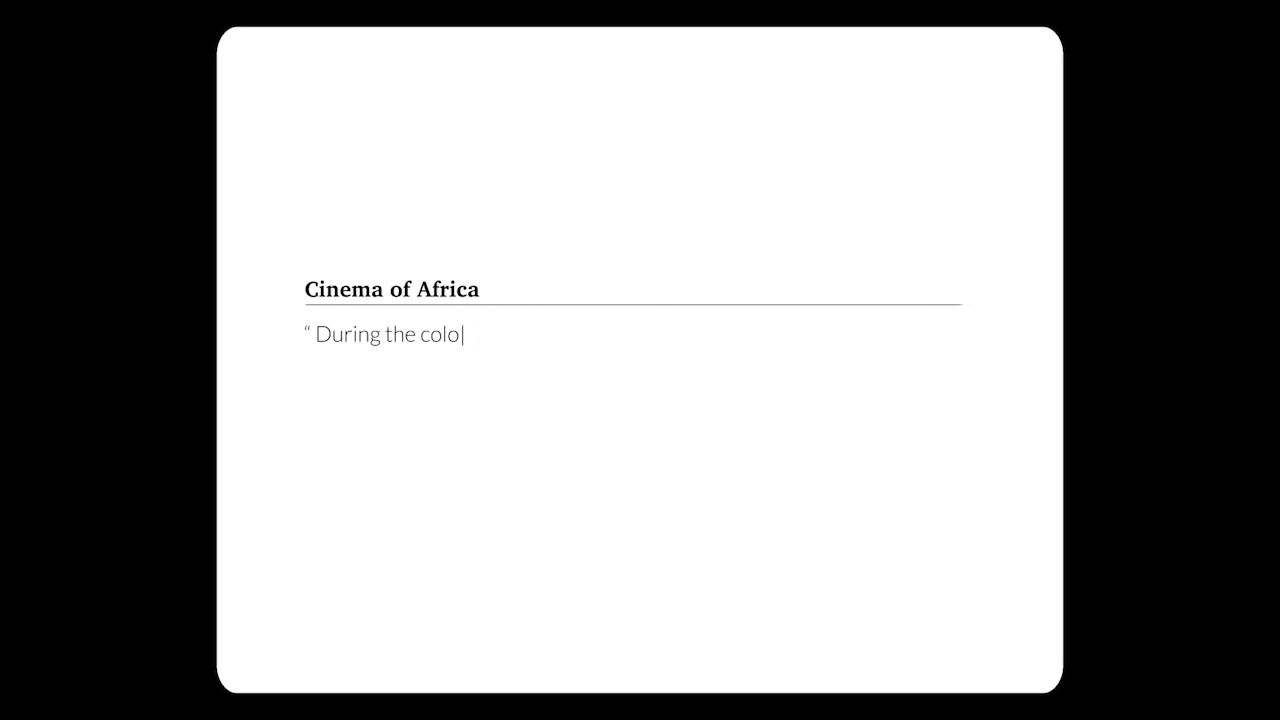 Cinema of Africa
“ During the colo|